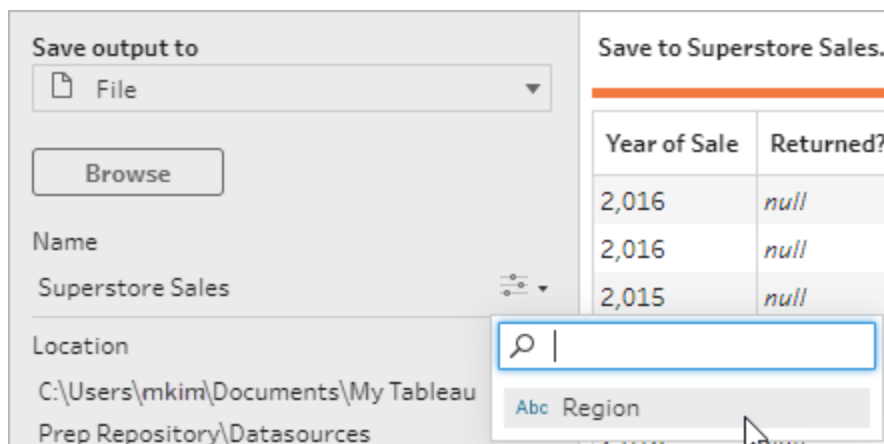 Save output to
File
Browse
Name
Superstore Sales
Location
C:\Users\mkim\Documents\My Tableau
Prep Repository\Datasources
Save to Superstore Sales.
Year of Sale Returned?
2,016 null
2,016 null
2,015 null
Abc Region